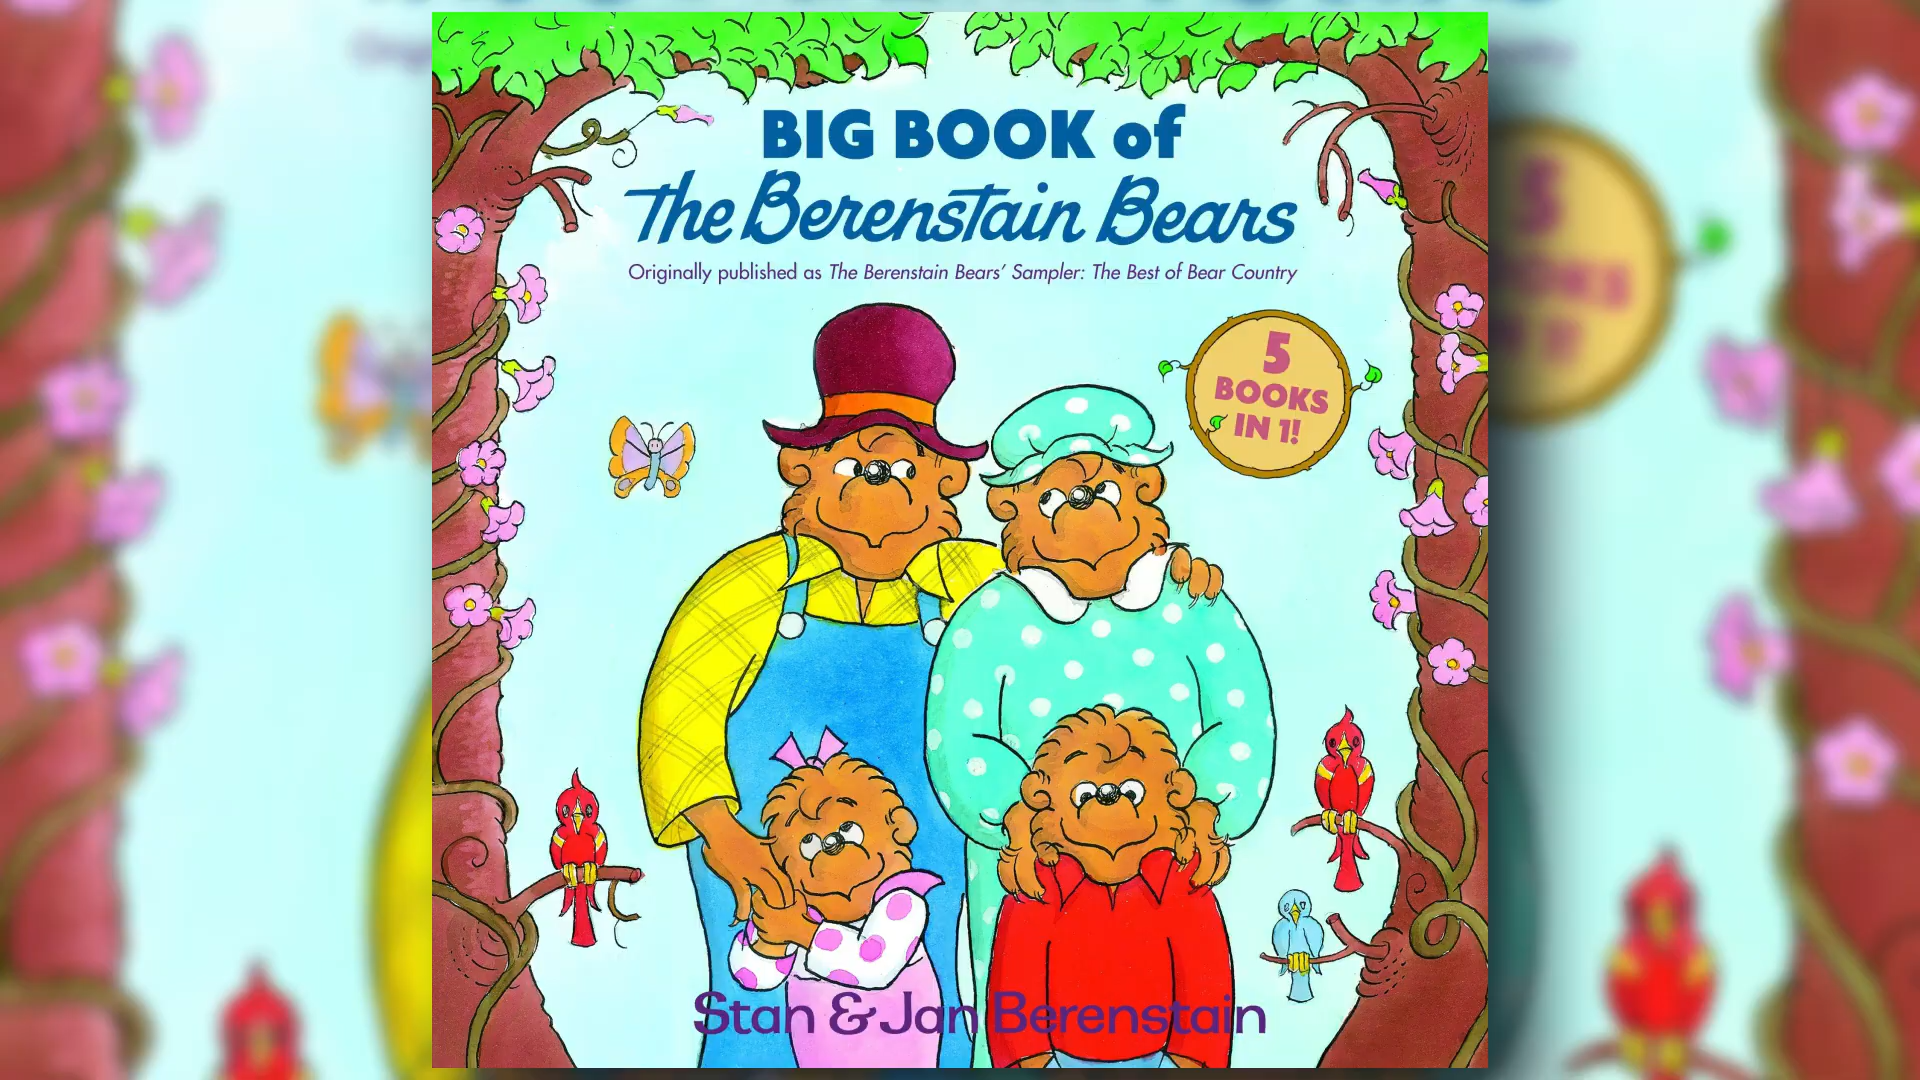 BIG BOOK of
The Berenstain Bears
Originally published as The Berenstain Bears' Sampler: The Best of Bear Country
5
BOOKS
IN 1!
Stan & Jan Berenstain